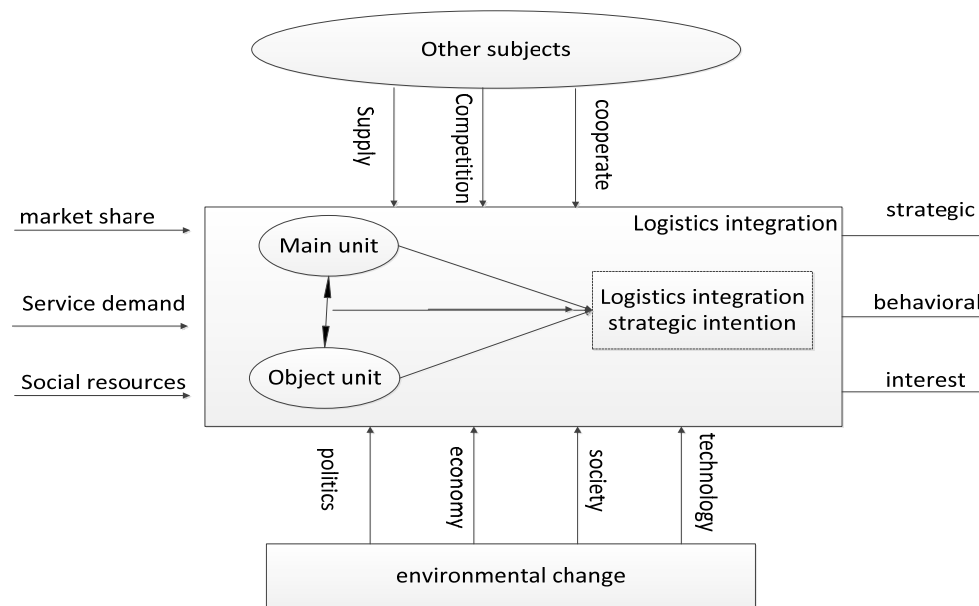 Other subjects
Supply
Competition
cooperate
market share
Service demand
Social resources
Logistics integration
Main unit
Object unit
Logistics integration
strategic intention
strategic
behavioral
interest
politics
economy
society
technology
environmental change